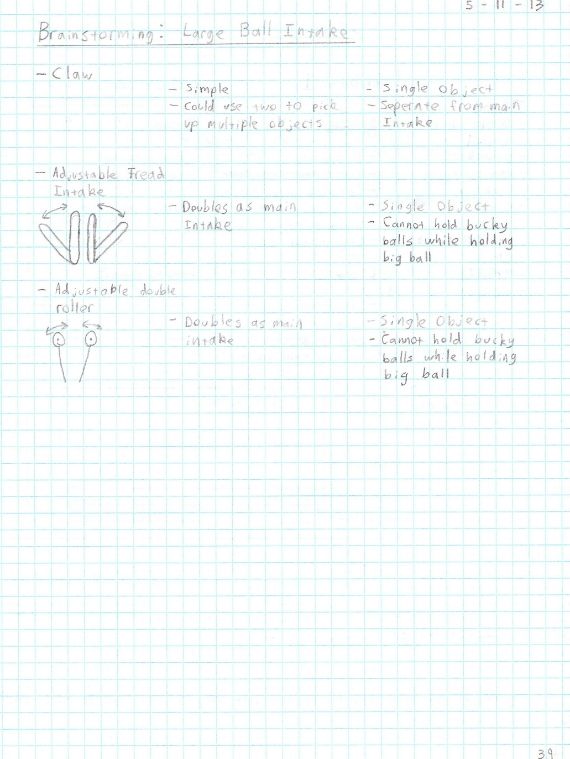 5 - 11 - 13
Brainstorming: Large Ball Intake
- Claw
- Simple
- Could use two to pick
up multiple objects
- Single Object
- Seperate from main
Intake
- Adjustable Tread
Intake
- Doubles as main
Intake
- Single Object
- Cannot hold bucky
balls while holding
big ball
- Adjustable double
roller
- Doubles as main
intake
- Single Object
- Cannot hold bucky
balls while holding
big ball
39